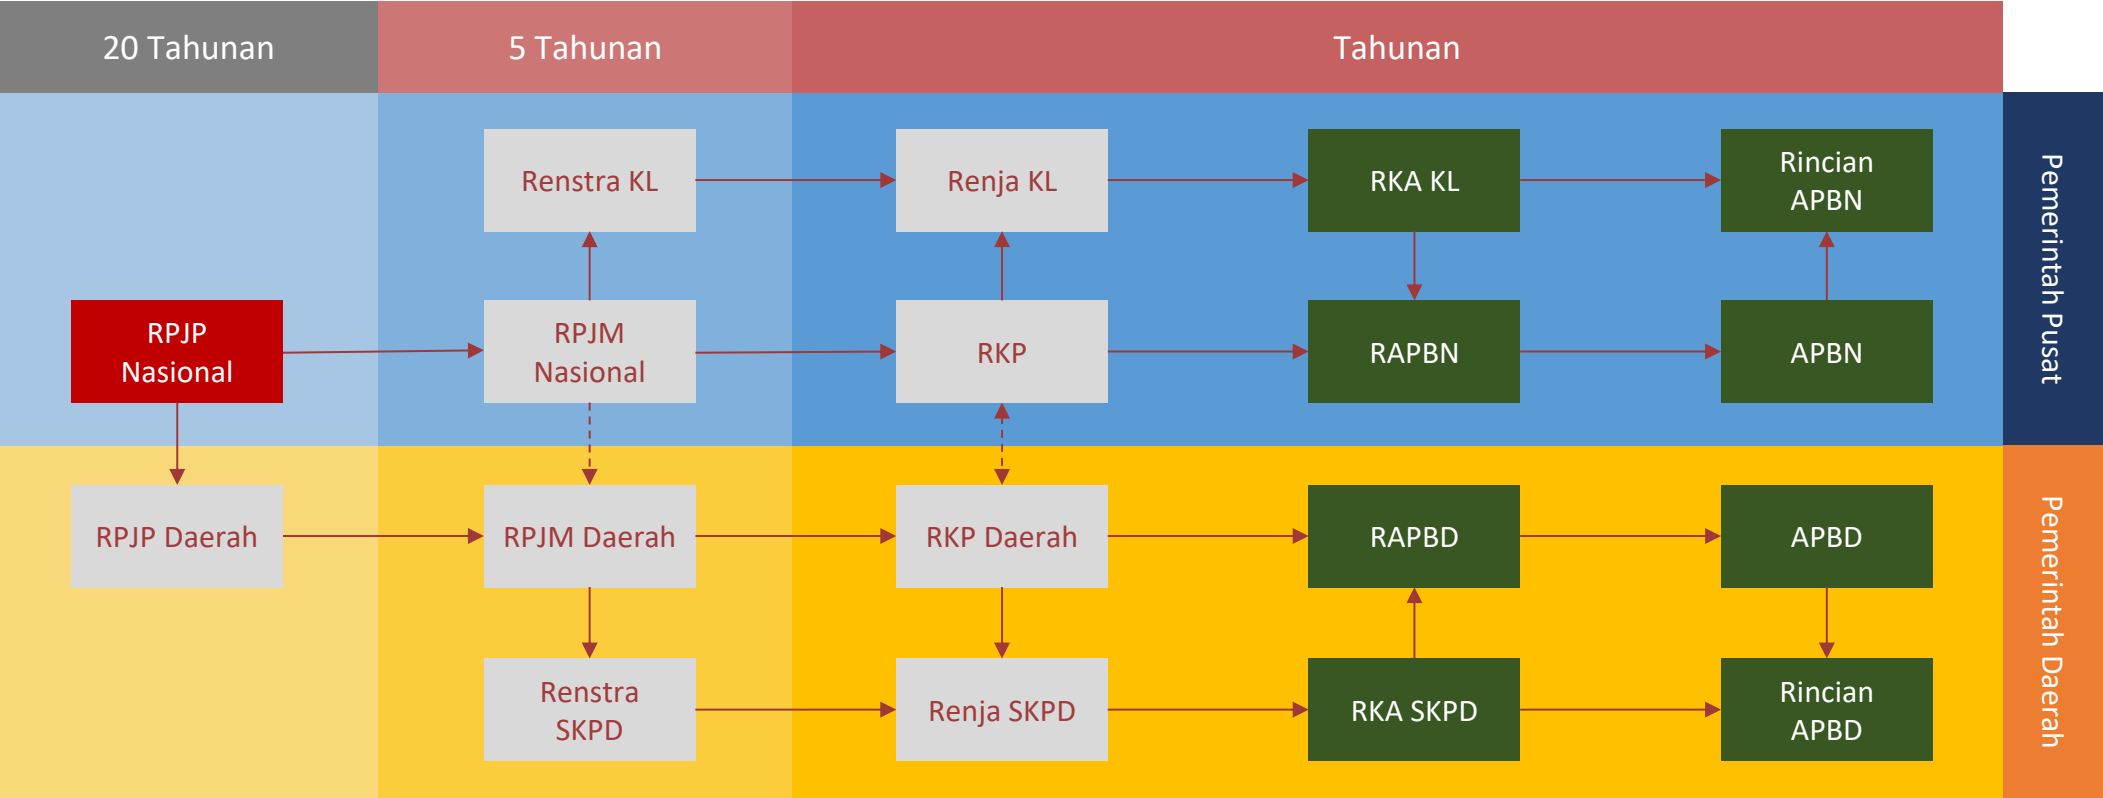 20 Tahunan
5 Tahunan
Tahunan
Renstra KL
Renja KL
RKA KL
Rincian
APBN
RPJP
Nasional
RPJM
Nasional
RKP
RAPBN
APBN
Pemerintah Pusat
RPJP Daerah
RPJM Daerah
RKP Daerah
RAPBD
APBD
Renstra
SKPD
Renja SKPD
RKA SKPD
Rincian
APBD
Pemerintah Daerah